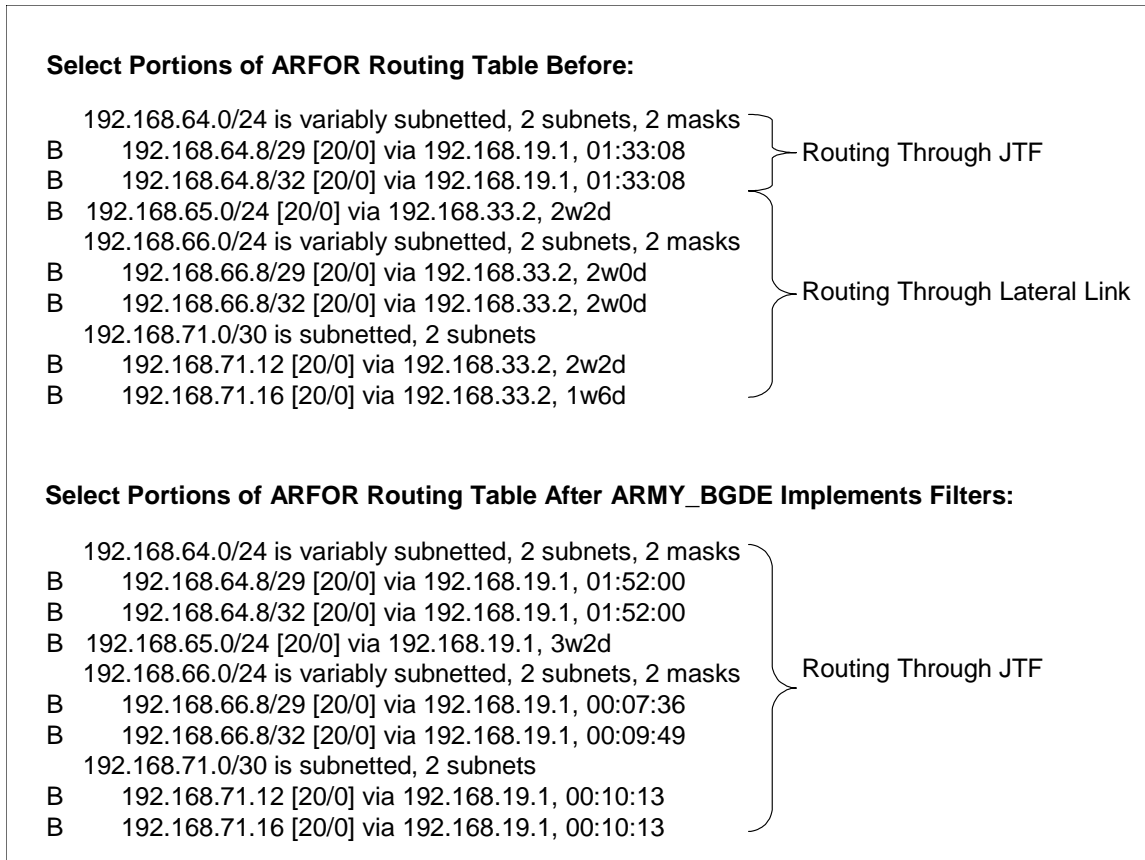 Select Portions of ARFOR Routing Table Before:
192.168.64.0/24 is variably subnetted, 2 subnets, 2 masks
B 192.168.64.8/29 [20/0] via 192.168.19.1, 01:33:08
B 192.168.64.8/32 [20/0] via 192.168.19.1, 01:33:08
Routing Through JTF
B 192.168.65.0/24 [20/0] via 192.168.33.2, 2w2d
192.168.66.0/24 is variably subnetted, 2 subnets, 2 masks
B 192.168.66.8/29 [20/0] via 192.168.33.2, 2w0d
B 192.168.66.8/32 [20/0] via 192.168.33.2, 2w0d
192.168.71.0/30 is subnetted, 2 subnets
B 192.168.71.12 [20/0] via 192.168.33.2, 2w2d
B 192.168.71.16 [20/0] via 192.168.33.2, 1w6d
Routing Through Lateral Link
Select Portions of ARFOR Routing Table After ARMY_BGDE Implements Filters:
192.168.64.0/24 is variably subnetted, 2 subnets, 2 masks
B 192.168.64.8/29 [20/0] via 192.168.19.1, 01:52:00
B 192.168.64.8/32 [20/0] via 192.168.19.1, 01:52:00
B 192.168.65.0/24 [20/0] via 192.168.19.1, 3w2d
192.168.66.0/24 is variably subnetted, 2 subnets, 2 masks
B 192.168.66.8/29 [20/0] via 192.168.19.1, 00:07:36
B 192.168.66.8/32 [20/0] via 192.168.19.1, 00:09:49
192.168.71.0/30 is subnetted, 2 subnets
B 192.168.71.12 [20/0] via 192.168.19.1, 00:10:13
B 192.168.71.16 [20/0] via 192.168.19.1, 00:10:13
Routing Through JTF